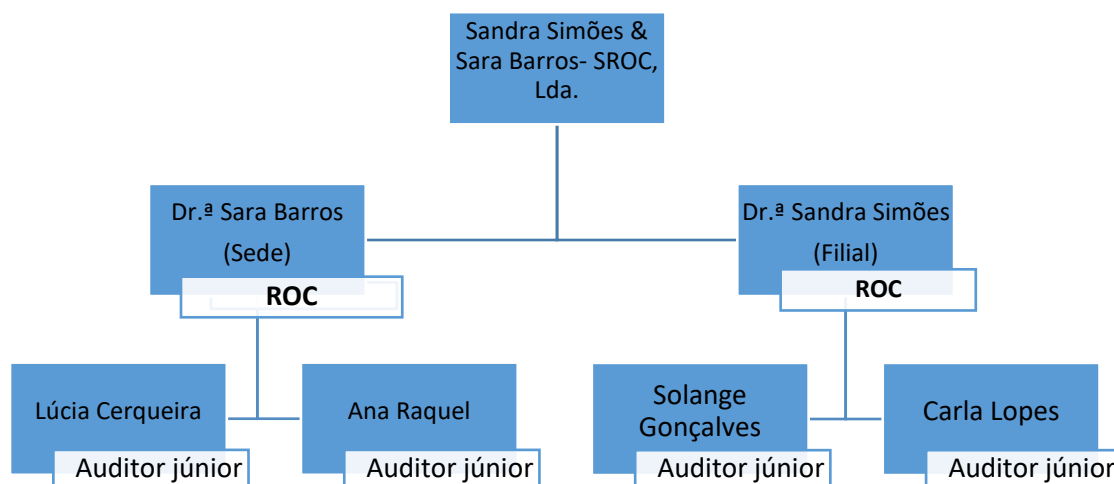 Sandra Simões &
Sara Barros- SROC,
Lda.
Dr.ª Sara Barros
(Sede)
ROC
Dr.ª Sandra Simões
(Filial)
ROC
Lúcia Cerqueira
Auditor júnior
Ana Raquel
Auditor júnior
Solange
Gonçalves
Auditor júnior
Carla Lopes
Auditor júnior